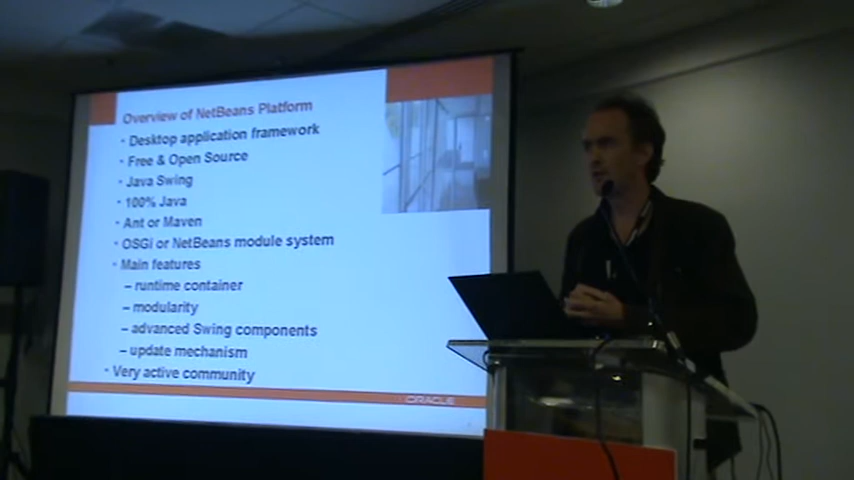 Overview of NetBeans Platform
• Desktop application framework
• Free & Open Source
• Java Swing
• 100% Java
• Ant or Maven
• OSGi or NetBeans module system
• Main features
– runtime container
– modularity
– advanced Swing components
– update mechanism
• Very active community
ORACLE